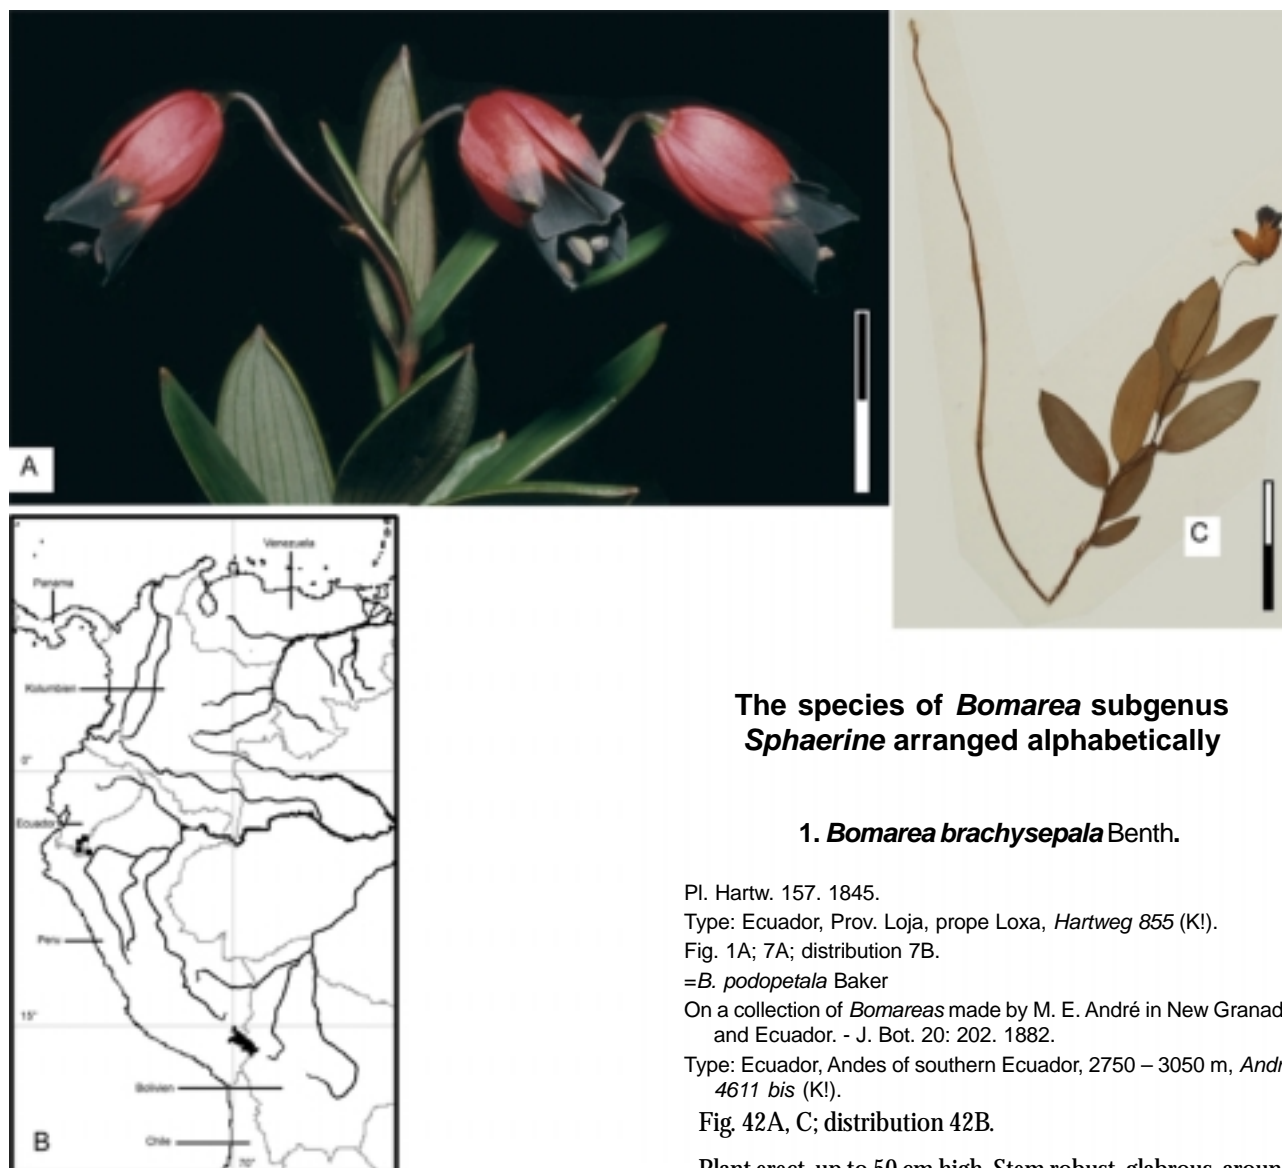 A
C
Venezuela
Panama
Kolumbien
0°
Ecuador
Peru
15°
Bolivien
Chile
70°
B
The species of Bomarea subgenus
Sphaerine arranged alphabetically
1. Bomarea brachysepala Benth.
Pl. Hartw. 157. 1845.
Type: Ecuador, Prov. Loja, prope Loxa, Hartweg 855 (K!).
Fig. 1A; 7A; distribution 7B.
=B. podopetala Baker
On a collection of Bomareas made by M. E. André in New Granad
and Ecuador. - J. Bot. 20: 202. 1882.
Type: Ecuador, Andes of southern Ecuador, 2750 – 3050 m, Andr
4611 bis (K!).
Fig. 42A, C; distribution 42B.
Plant erect, up to 50 cm high. Stem robust, glabrous, aroun